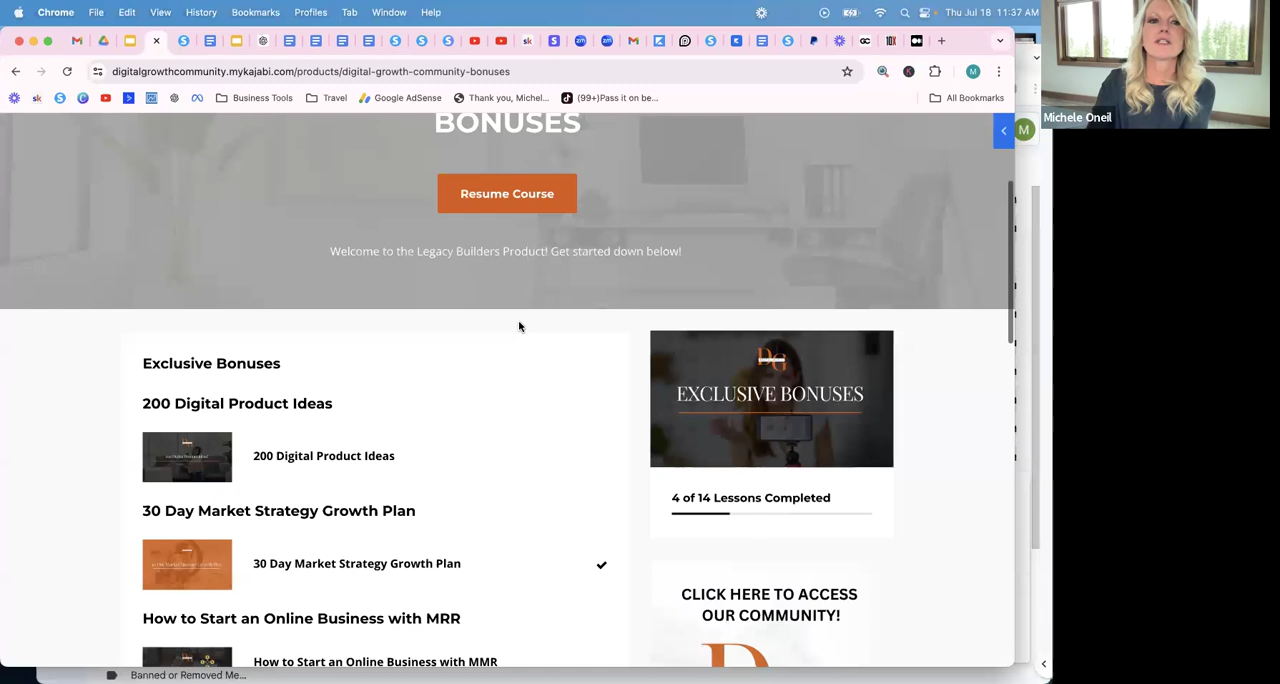 Chrome File Edit View History Bookmarks Profiles Tab Window Help Thu Jul 18 11:37 AM
digitalgrowthcommunity.mykajabi.com/products/digital-growth-community-bonuses
Business Tools Travel Google AdSense Thank you, Michel... (99+)Pass it on be... All Bookmarks
Michele Oneil
M
BONUSES
Resume Course
Welcome to the Legacy Builders Product! Get started down below!
Exclusive Bonuses
200 Digital Product Ideas
200 Digital Product Ideas
30 Day Market Strategy Growth Plan
30 Day Market Strategy Growth Plan
How to Start an Online Business with MRR
How to Start an Online Business with MMR
DG
EXCLUSIVE BONUSES
4 of 14 Lessons Completed
CLICK HERE TO ACCESS
OUR COMMUNITY!
Banned or Removed Me...